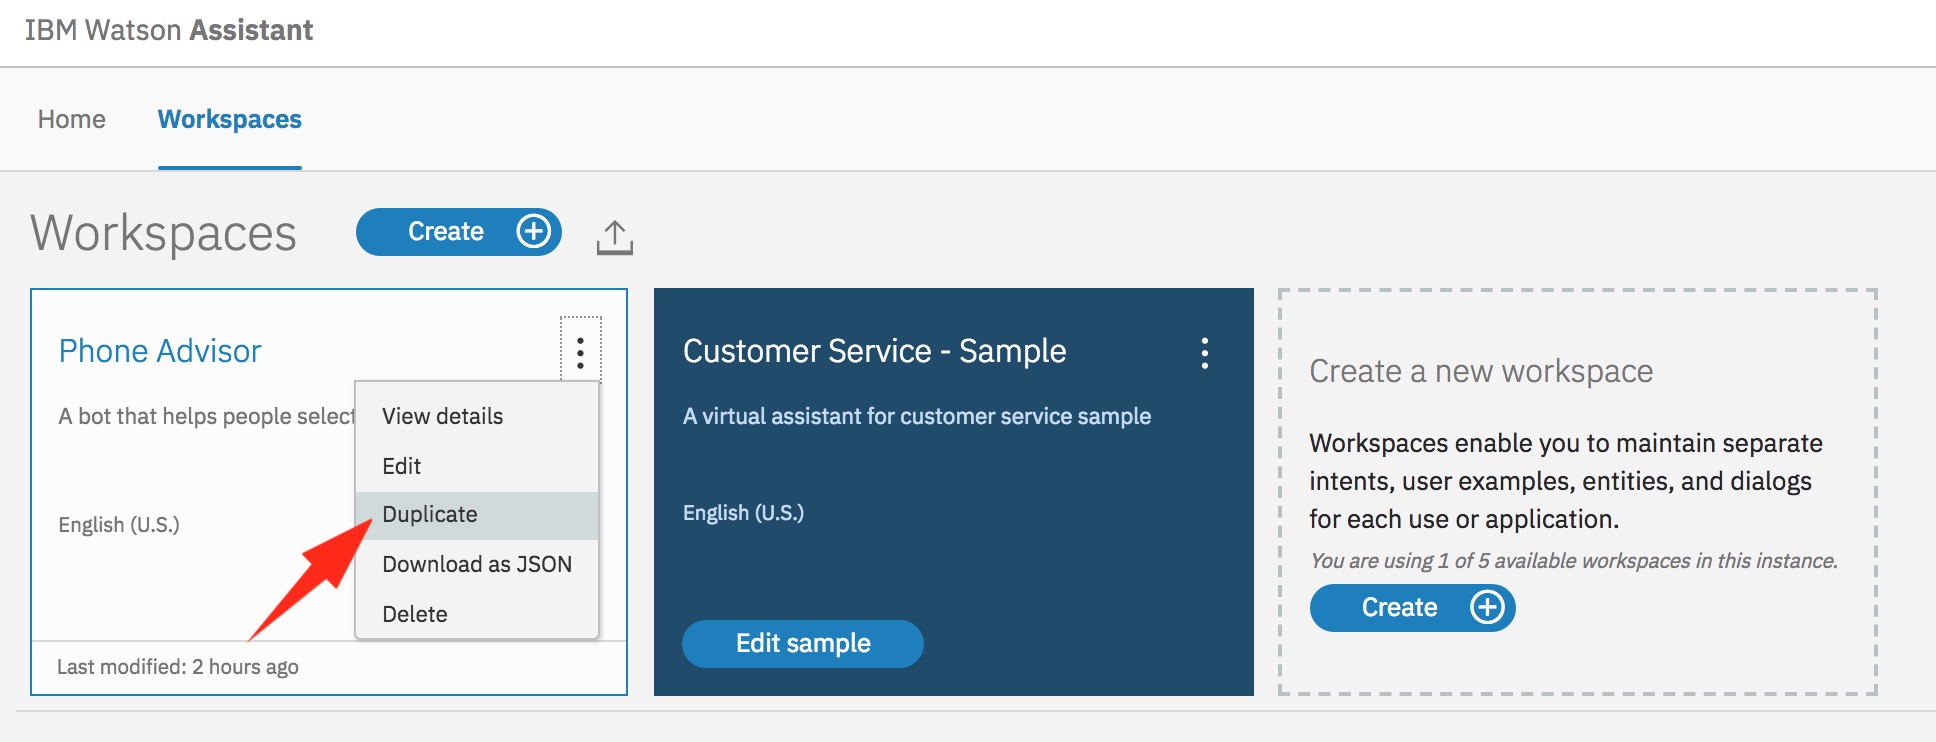 IBM Watson Assistant
Home
Workspaces
Workspaces
Create
Phone Advisor
A bot that helps people select
English (U.S.)
Last modified: 2 hours ago
View details
Edit
Duplicate
Download as JSON
Delete
Customer Service - Sample
A virtual assistant for customer service sample
English (U.S.)
Edit sample
Create a new workspace
Workspaces enable you to maintain separate
intents, user examples, entities, and dialogs
for each use or application.
You are using 1 of 5 available workspaces in this instance.
Create